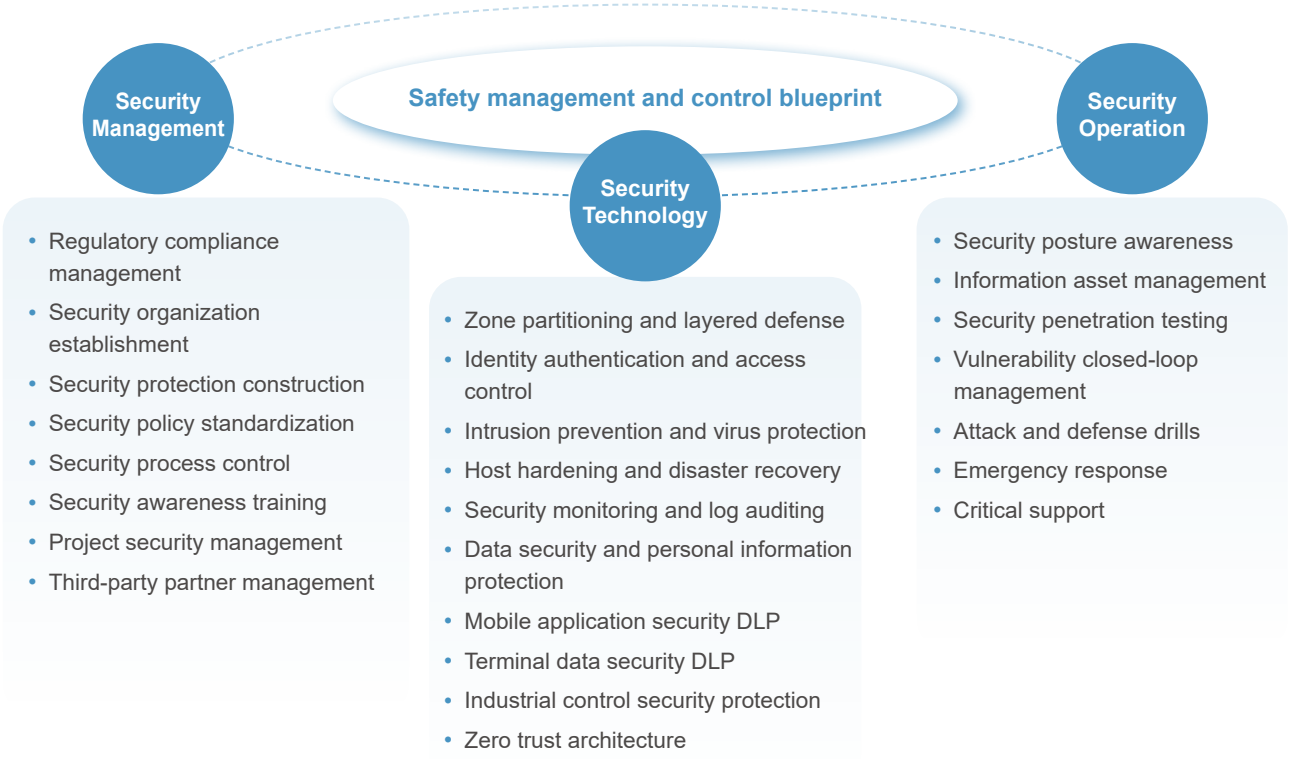 Safety management and control blueprint
Security
Management
Regulatory compliance
management
Security organization
establishment
Security protection construction
Security policy standardization
Security process control
Security awareness training
Project security management
Third-party partner management
Security
Technology
Zone partitioning and layered defense
Identity authentication and access
control
Intrusion prevention and virus protection
Host hardening and disaster recovery
Security monitoring and log auditing
Data security and personal information
protection
Mobile application security DLP
Terminal data security DLP
Industrial control security protection
Zero trust architecture
Security
Operation
Security posture awareness
Information asset management
Security penetration testing
Vulnerability closed-loop
management
Attack and defense drills
Emergency response
Critical support